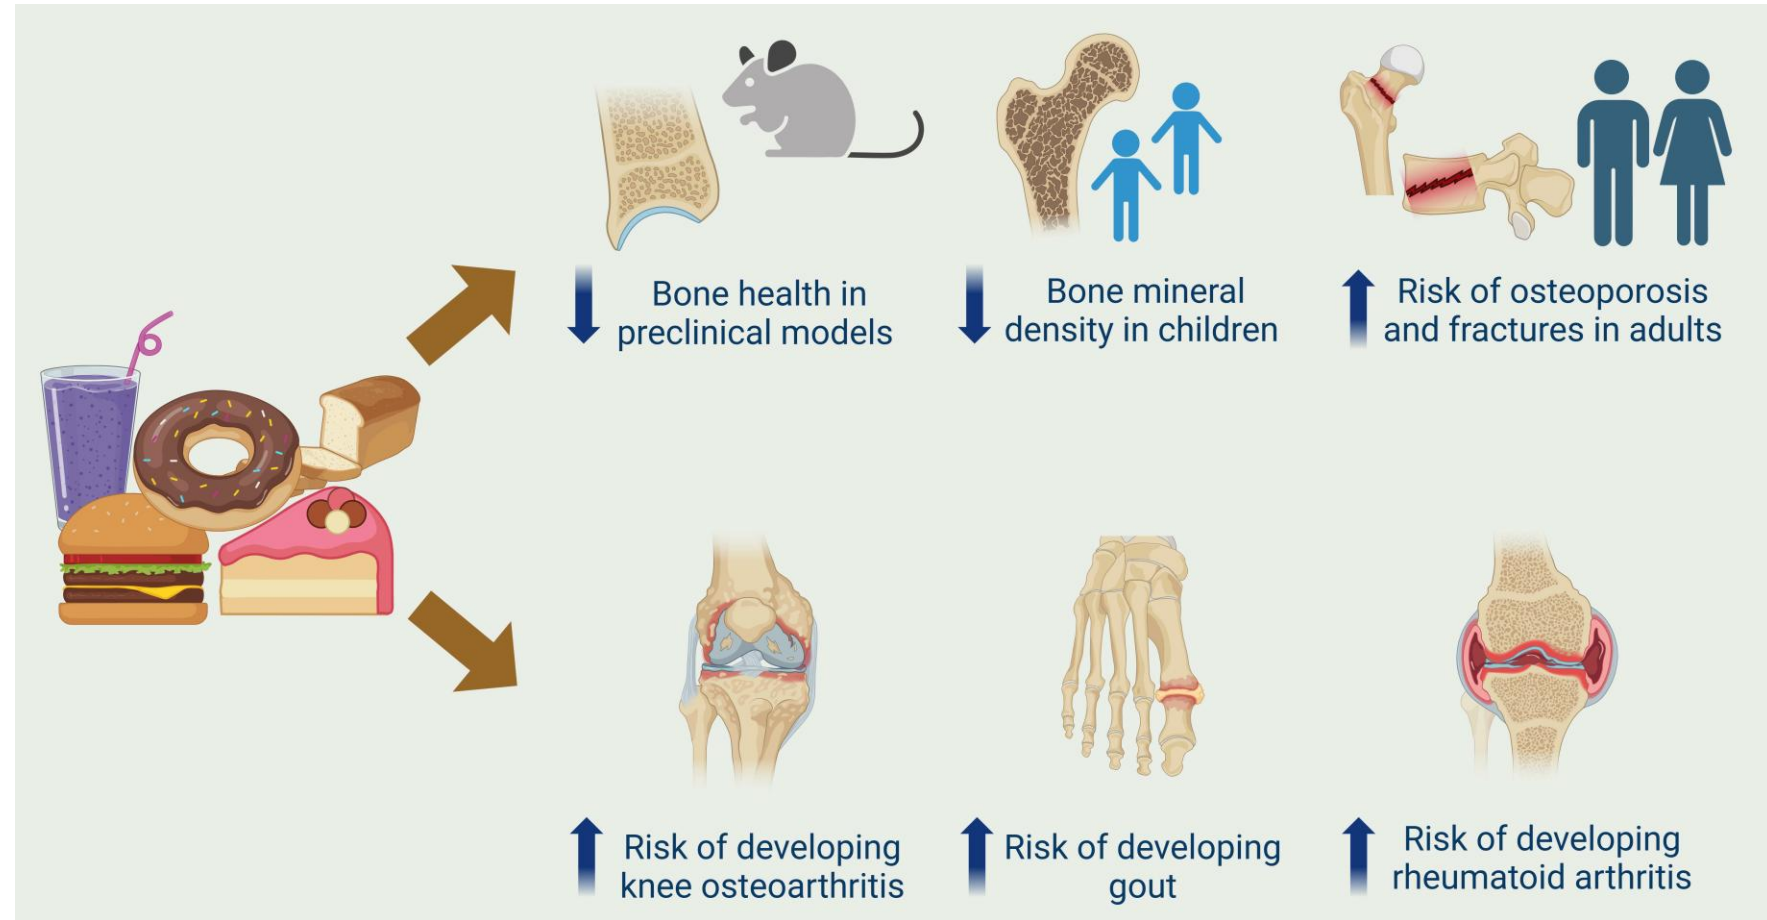 Bone health in
preclinical models
Bone mineral
density in children
Risk of osteoporosis
and fractures in adults
Risk of developing
knee osteoarthritis
Risk of developing
gout
Risk of developing
rheumatoid arthritis